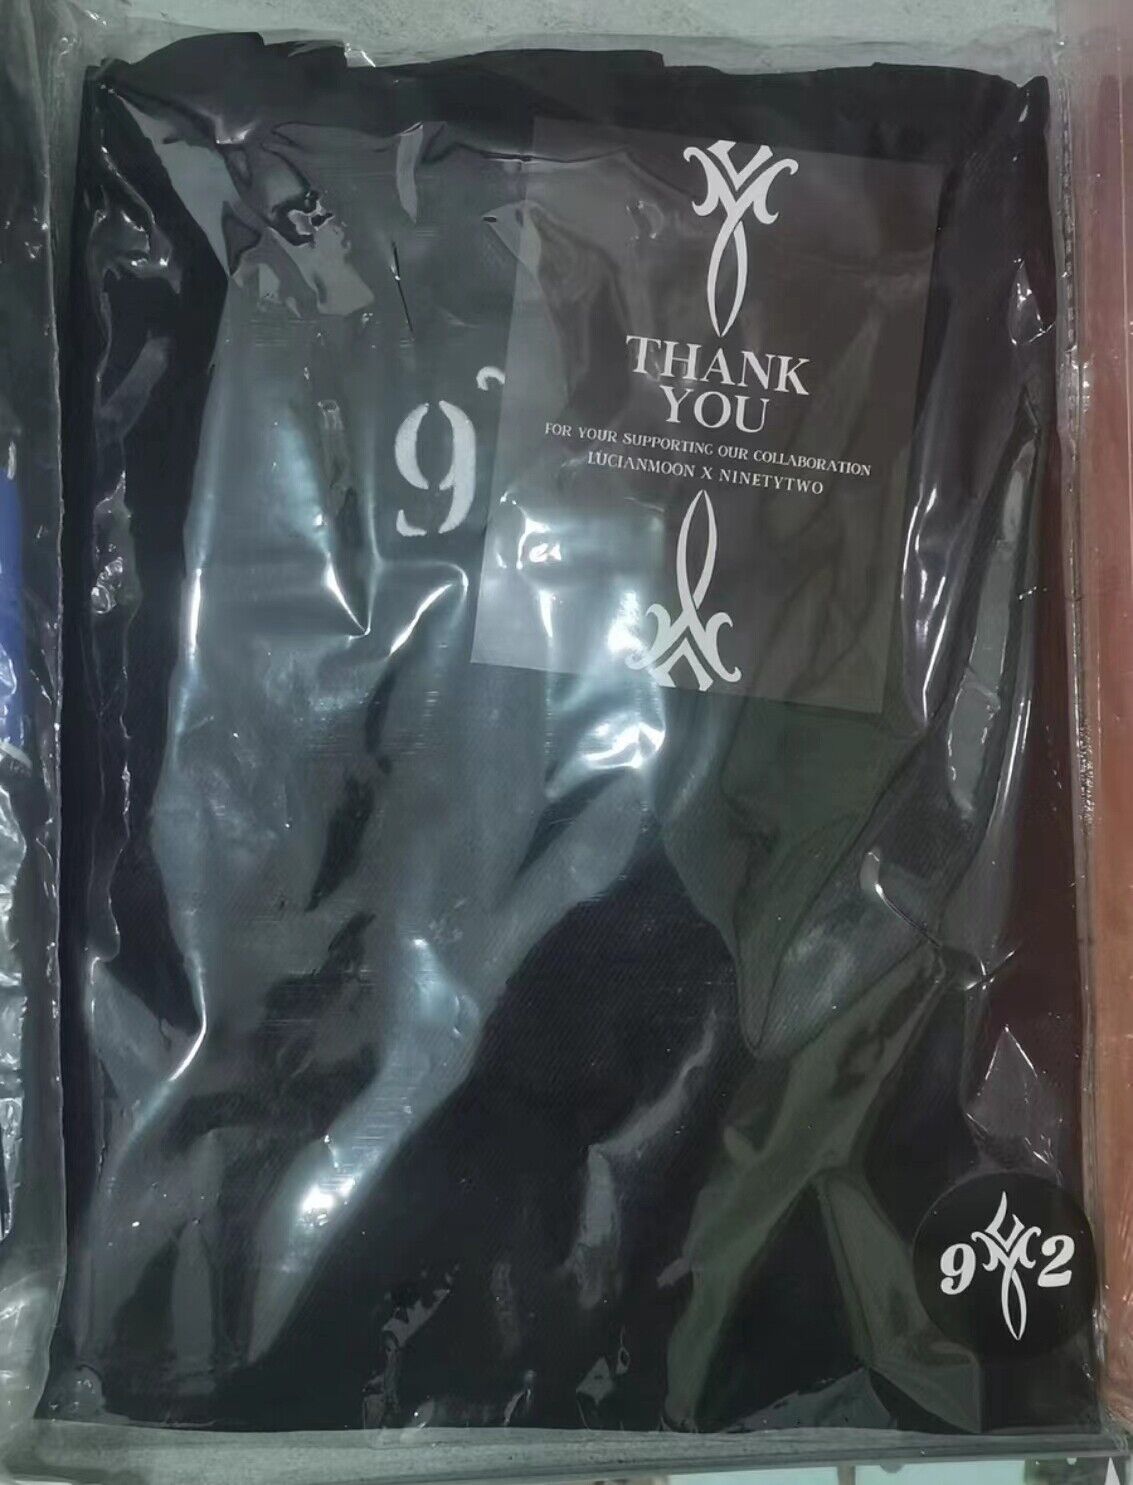 THANK
YOU
FOR YOUR SUPPORTING OUR COLLABORATION
LUCIANMOON X NINETYTWO
9
9 2